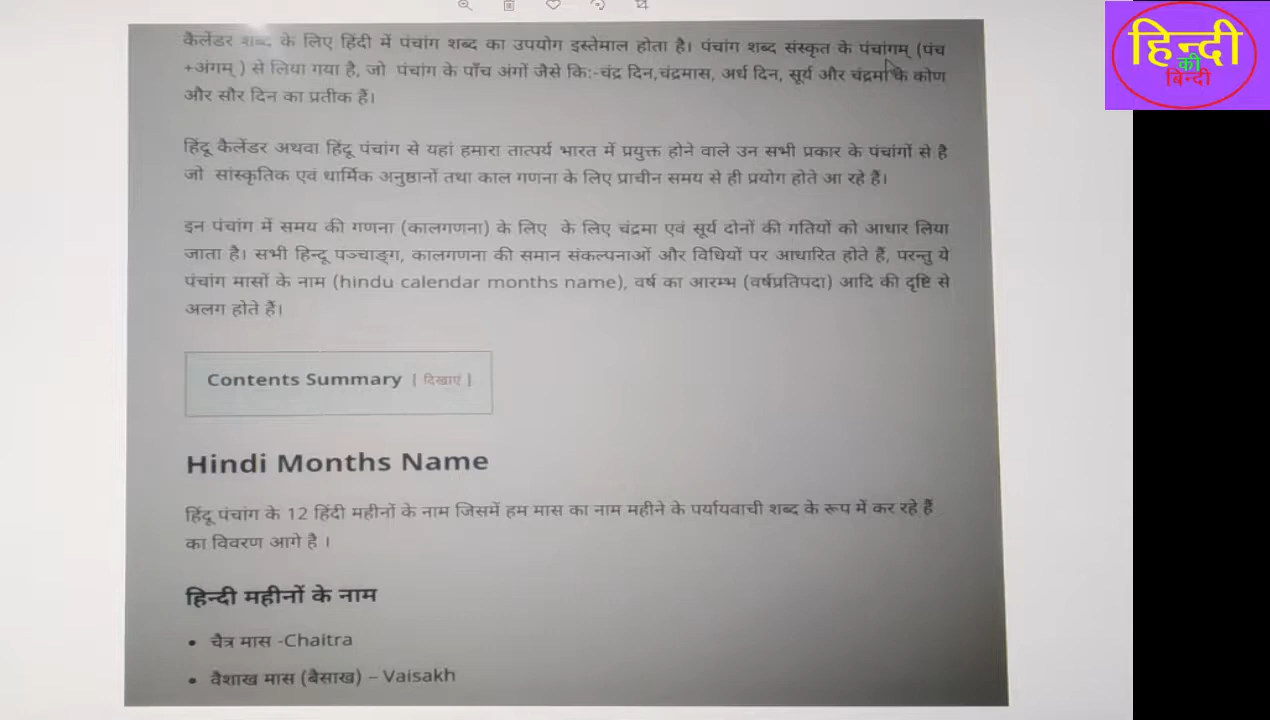 कैलेंडर शब्द के लिए हिंदी में पंचांग शब्द का उपयोग इस्तेमाल होता है। पंचांग शब्द संस्कृत के पंचांगम् (पंच
+अंगम् ) से लिया गया है, जो पंचांग के पाँच अंगों जैसे कि:-चंद्र दिन,चंद्रमास, अर्ध दिन, सूर्य और चंद्रमा के कोण
और सौर दिन का प्रतीक हैं।
हिंदू कैलेंडर अथवा हिंदू पंचांग से यहां हमारा तात्पर्य भारत में प्रयुक्त होने वाले उन सभी प्रकार के पंचांगों से है
जो सांस्कृतिक एवं धार्मिक अनुष्ठानों तथा काल गणना के लिए प्राचीन समय से ही प्रयोग होते आ रहे हैं।
इन पंचांग में समय की गणना (कालगणना) के लिए के लिए चंद्रमा एवं सूर्य दोनों की गतियों को आधार लिया
जाता है। सभी हिन्दू पञ्चाङ्ग, कालगणना की समान संकल्पनाओं और विधियों पर आधारित होते हैं, परन्तु ये
पंचांग मासों के नाम (hindu calendar months name), वर्ष का आरम्भ (वर्षप्रतिपदा) आदि की दृष्टि से
अलग होते हैं।
Contents Summary [ दिखाएं ]
Hindi Months Name
हिंदू पंचांग के 12 हिंदी महीनों के नाम जिसमें हम मास का नाम महीने के पर्यायवाची शब्द के रूप में कर रहे हैं
का विवरण आगे है ।
हिन्दी महीनों के नाम
• चैत्र मास -Chaitra
• वैशाख मास (बैसाख) – Vaisakh
हिन्दी
की
बिन्दी